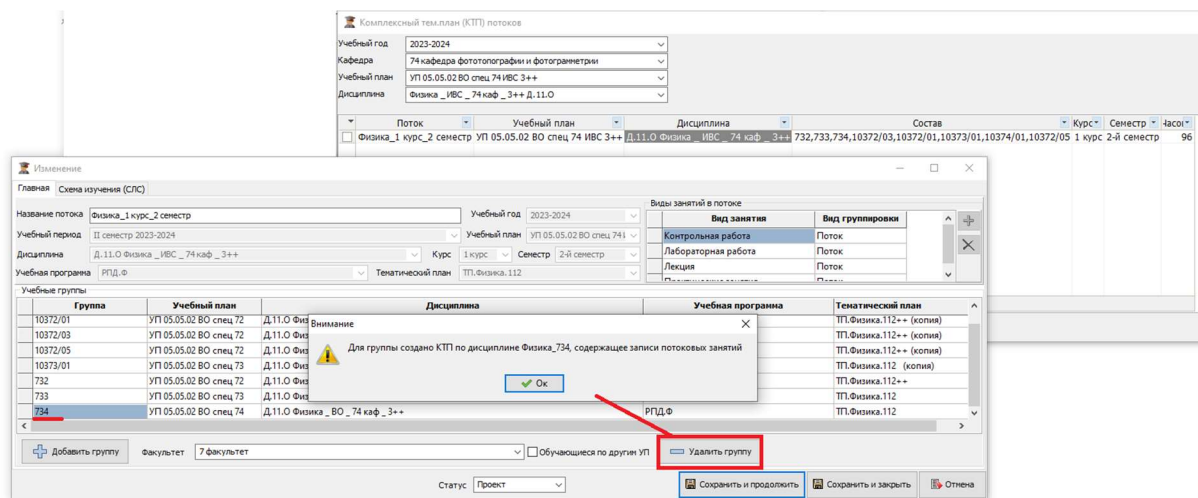 Комплексный тем.план (КТП) потоков
Учебный год 2023-2024
Кафедра 74 кафедра фототопографии и фотограмметрии
Учебный план УП 05.05.02 ВО спец 74 ИВС 3++
Дисциплина Физика _ ИВС _ 74 каф _ 3++ Д.11.О
Поток Учебный план Дисциплина Состав Курс Семестр Часы
Физика_1 курс_2 семестр УП 05.05.02 ВО спец 74 ИВС 3++ Д.11.О Физика _ ИВС _ 74 каф _ 3++ 732,733,734,10372/03,10372/01,10373/01,10374/01,10372/05 1 курс 2-й семестр 96
Изменение
Главная Схема изучения (СЛС)
Название потока Физика_1 курс_2 семестр Учебный год 2023-2024
Учебный период II семестр 2023-2024 Учебный план УП 05.05.02 ВО спец 74 И
Дисциплина Д.11.О Физика _ ИВС _ 74 каф _ 3++ Курс 1 курс Семестр 2-й семестр
Учебная программа РПД.Ф Тематический план ТП.Физика.112
Виды занятий в потоке
Вид занятия Вид группировки
Контрольная работа Поток
Лабораторная работа Поток
Лекция Поток
Учебные группы
Группа Учебный план Дисциплина Учебная программа Тематический план
10372/01 УП 05.05.02 ВО спец 72 Д.11.О Физ ТП.Физика.112++ (копия)
10372/03 УП 05.05.02 ВО спец 72 Д.11.О Физ ТП.Физика.112++ (копия)
10372/05 УП 05.05.02 ВО спец 72 Д.11.О Физ ТП.Физика.112++ (копия)
10373/01 УП 05.05.02 ВО спец 73 Д.11.О Физ ТП.Физика.112 (копия)
732 УП 05.05.02 ВО спец 72 Д.11.О Физ ТП.Физика.112++
733 УП 05.05.02 ВО спец 73 Д.11.О Физ ТП.Физика.112
734 УП 05.05.02 ВО спец 74 Д.11.О Физика _ ВО _ 74 каф _ 3++ РПД.Ф ТП.Физика.112
Внимание
Для группы создано КТП по дисциплине Физика_734, содержащее записи потоковых занятий
Ок
Добавить группу Факультет 7 факультет Обучающиеся по другим УП Удалить группу
Статус Проект Сохранить и продолжить Сохранить и закрыть Отмена